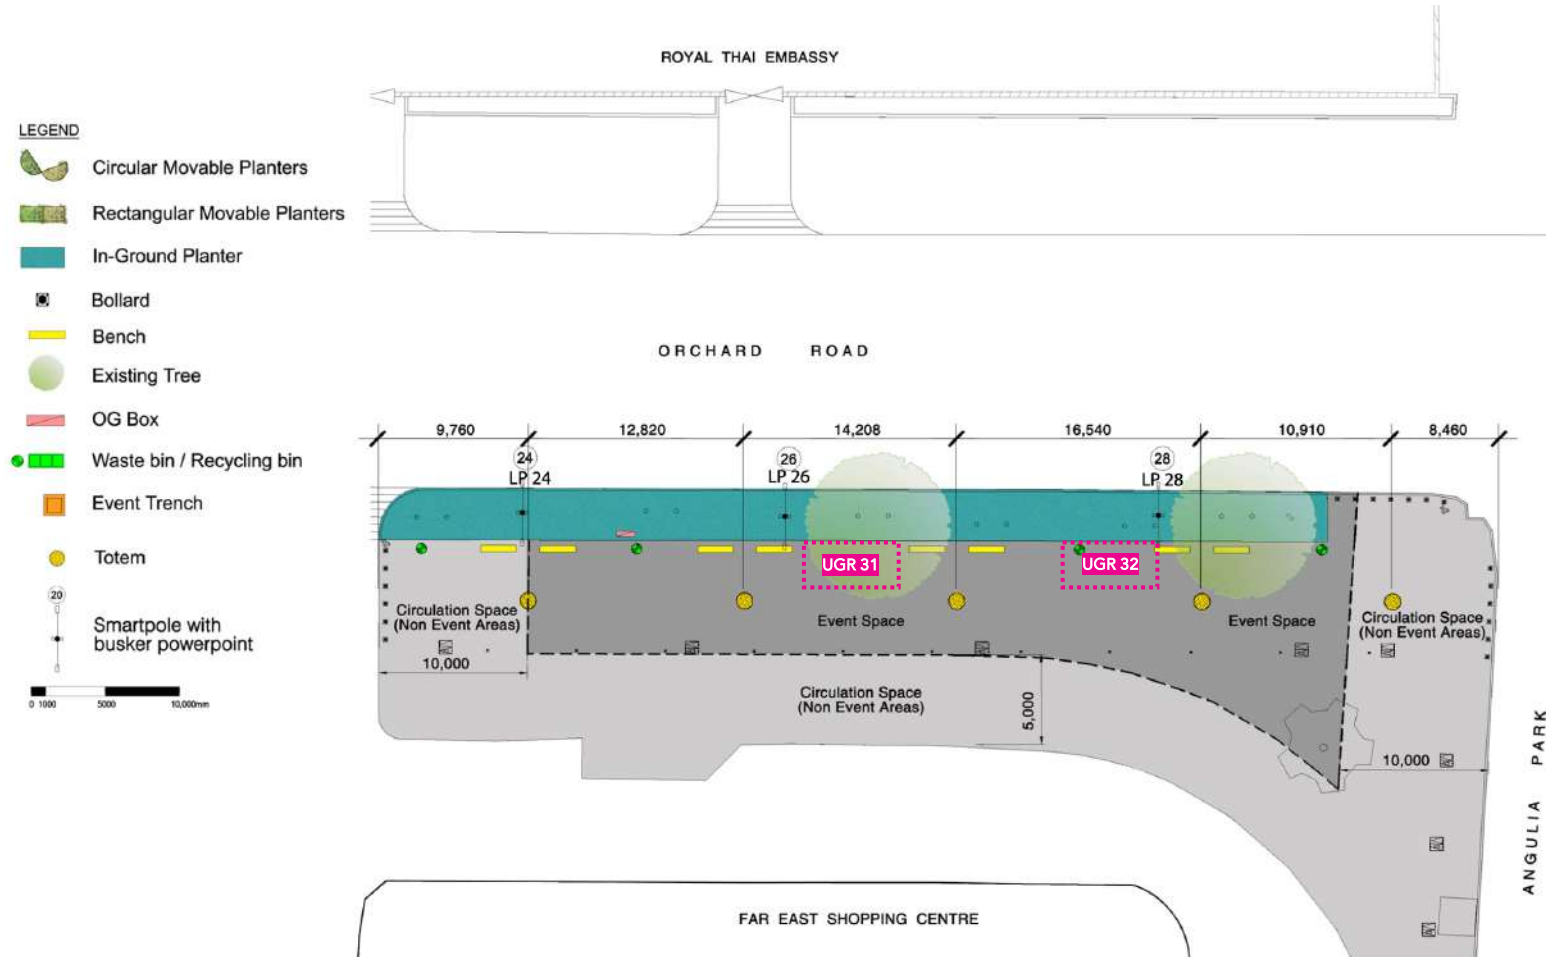 ROYAL THAI EMBASSY
LEGEND
Circular Movable Planters
Rectangular Movable Planters
In-Ground Planter
Bollard
Bench
Existing Tree
OG Box
Waste bin / Recycling bin
Event Trench
Totem
20
Smartpole with
busker powerpoint
0 1000 5000 10,000mm
ORCHARD ROAD
9,760 12,820 14,208 16,540 10,910 8,460
24 26 28
LP 24 LP 26 LP 28
UGR 31 UGR 32
Circulation Space
(Non Event Areas)
Event Space
Event Space
Circulation Space
(Non Event Areas)
10,000
Circulation Space
(Non Event Areas)
5,000
10,000
ANGULIA PARK
FAR EAST SHOPPING CENTRE